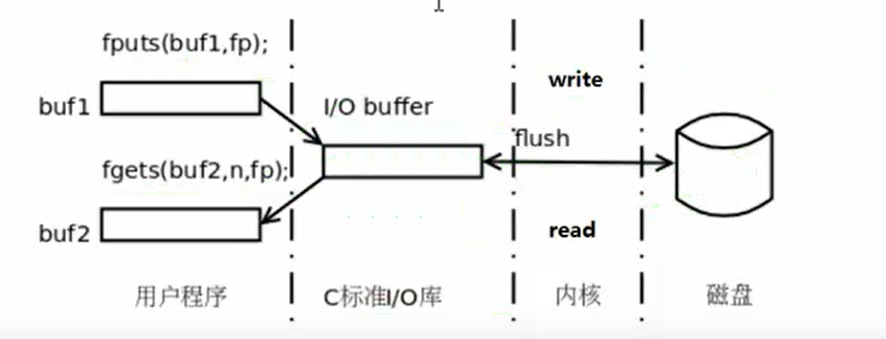 fputs(buf1,fp);
write
buf1
I/O buffer
flush
fgets(buf2,n,fp);
buf2
read
用户程序
C标准I/O库
内核
磁盘